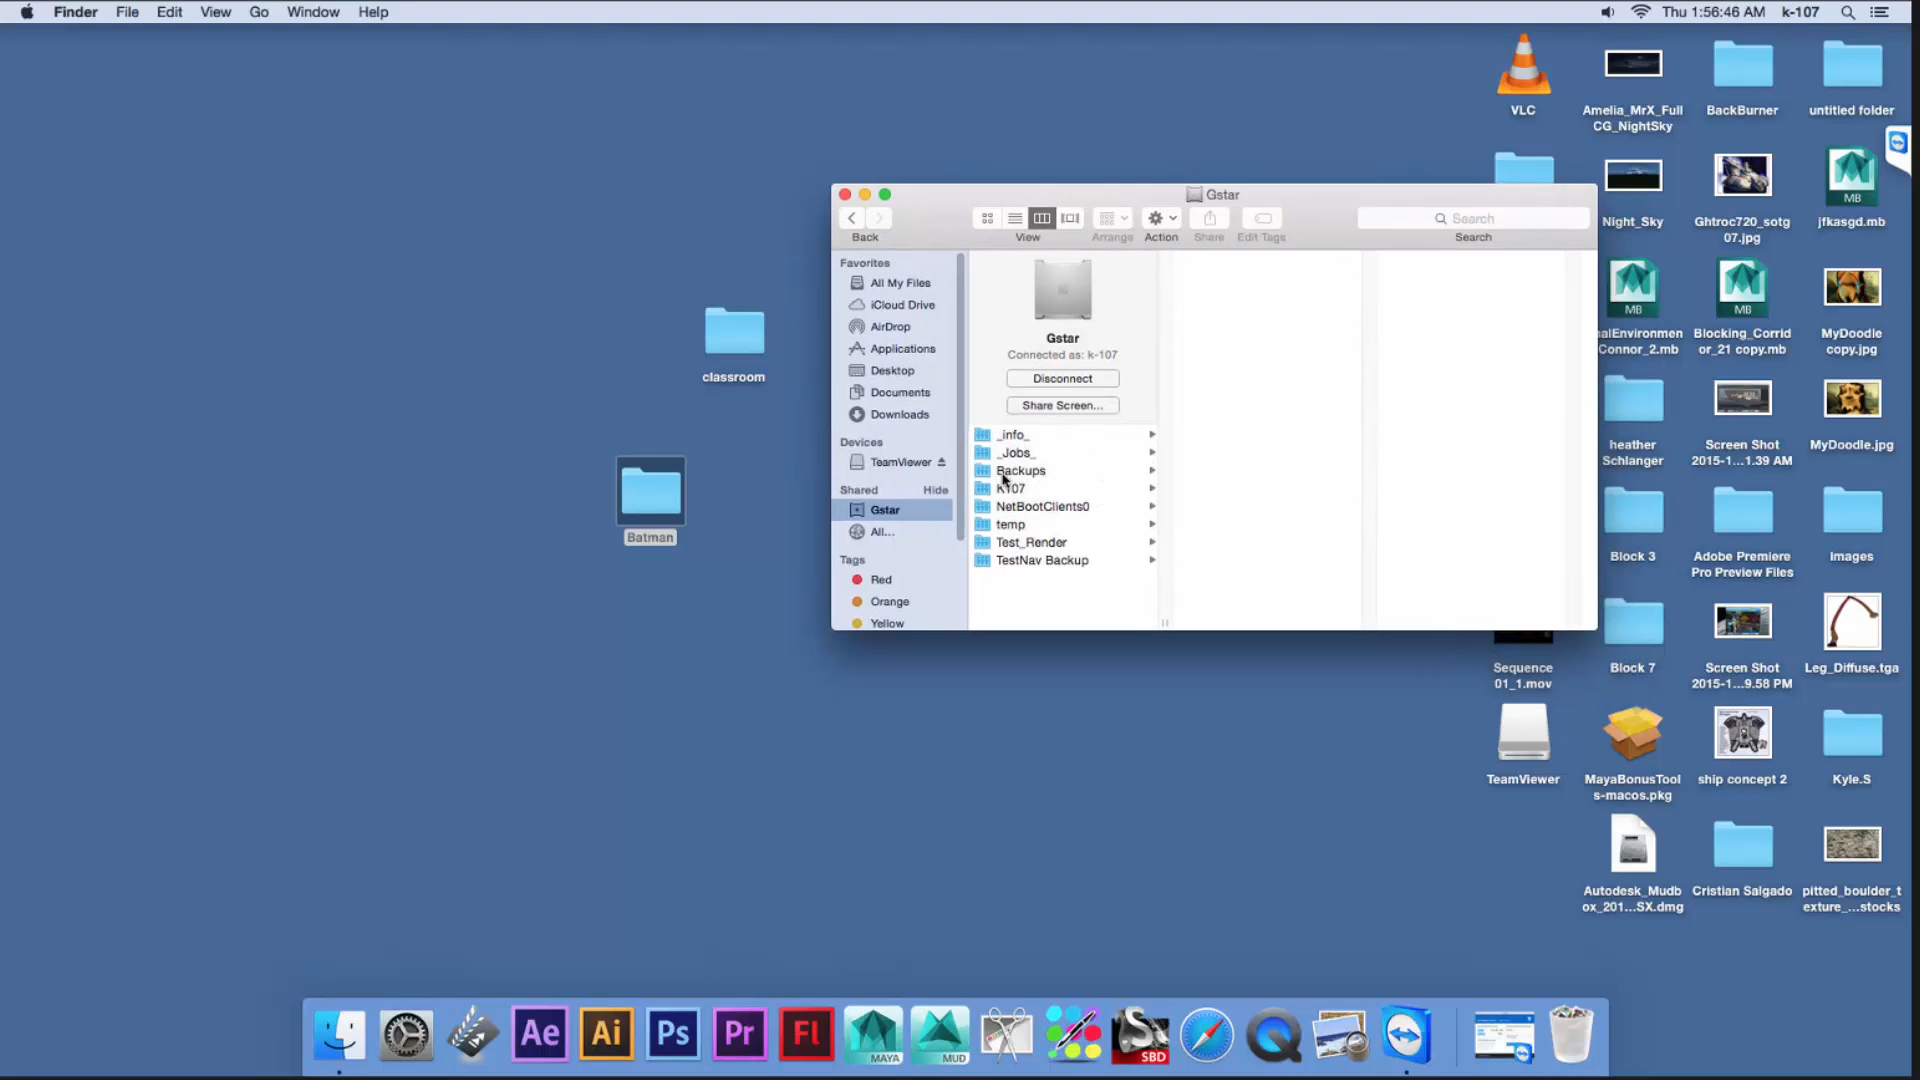 Finder File Edit View Go Window Help
Thu 1:56:46 AM k-107
VLC
Amelia_MrX_Full
CG_NightSky
BackBurner
untitled folder
Night_Sky
Ghtroc720_sotg
07.jpg
jfkasgd.mb
MB
Gstar
Back
View
Arrange
Action
Share
Edit Tags
Search
Search
Favorites
All My Files
iCloud Drive
AirDrop
Applications
Desktop
Documents
Downloads
Devices
TeamViewer
Shared Hide
Gstar
All...
Tags
Red
Orange
Yellow
Gstar
Connected as: k-107
Disconnect
Share Screen...
_info_
_Jobs_
Backups
K107
NetBootClients0
temp
Test_Render
TestNav Backup
classroom
Batman
MB
alEnvironmen
Connor_2.mb
MB
Blocking_Corrid
or_21 copy.mb
MyDoodle
copy.jpg
heather
Schlanger
Screen Shot
2015-1...1.39 AM
MyDoodle.jpg
Block 3
Adobe Premiere
Pro Preview Files
Images
Sequence
01_1.mov
Block 7
Screen Shot
2015-1...9.58 PM
Leg_Diffuse.tga
TeamViewer
MayaBonusTool
s-macos.pkg
ship concept 2
Kyle.S
Autodesk_Mudb
ox_201...SX.dmg
Cristian Salgado
pitted_boulder_t
exture_...stocks
Ae Ai Ps Pr Fl MAYA MUD SBD